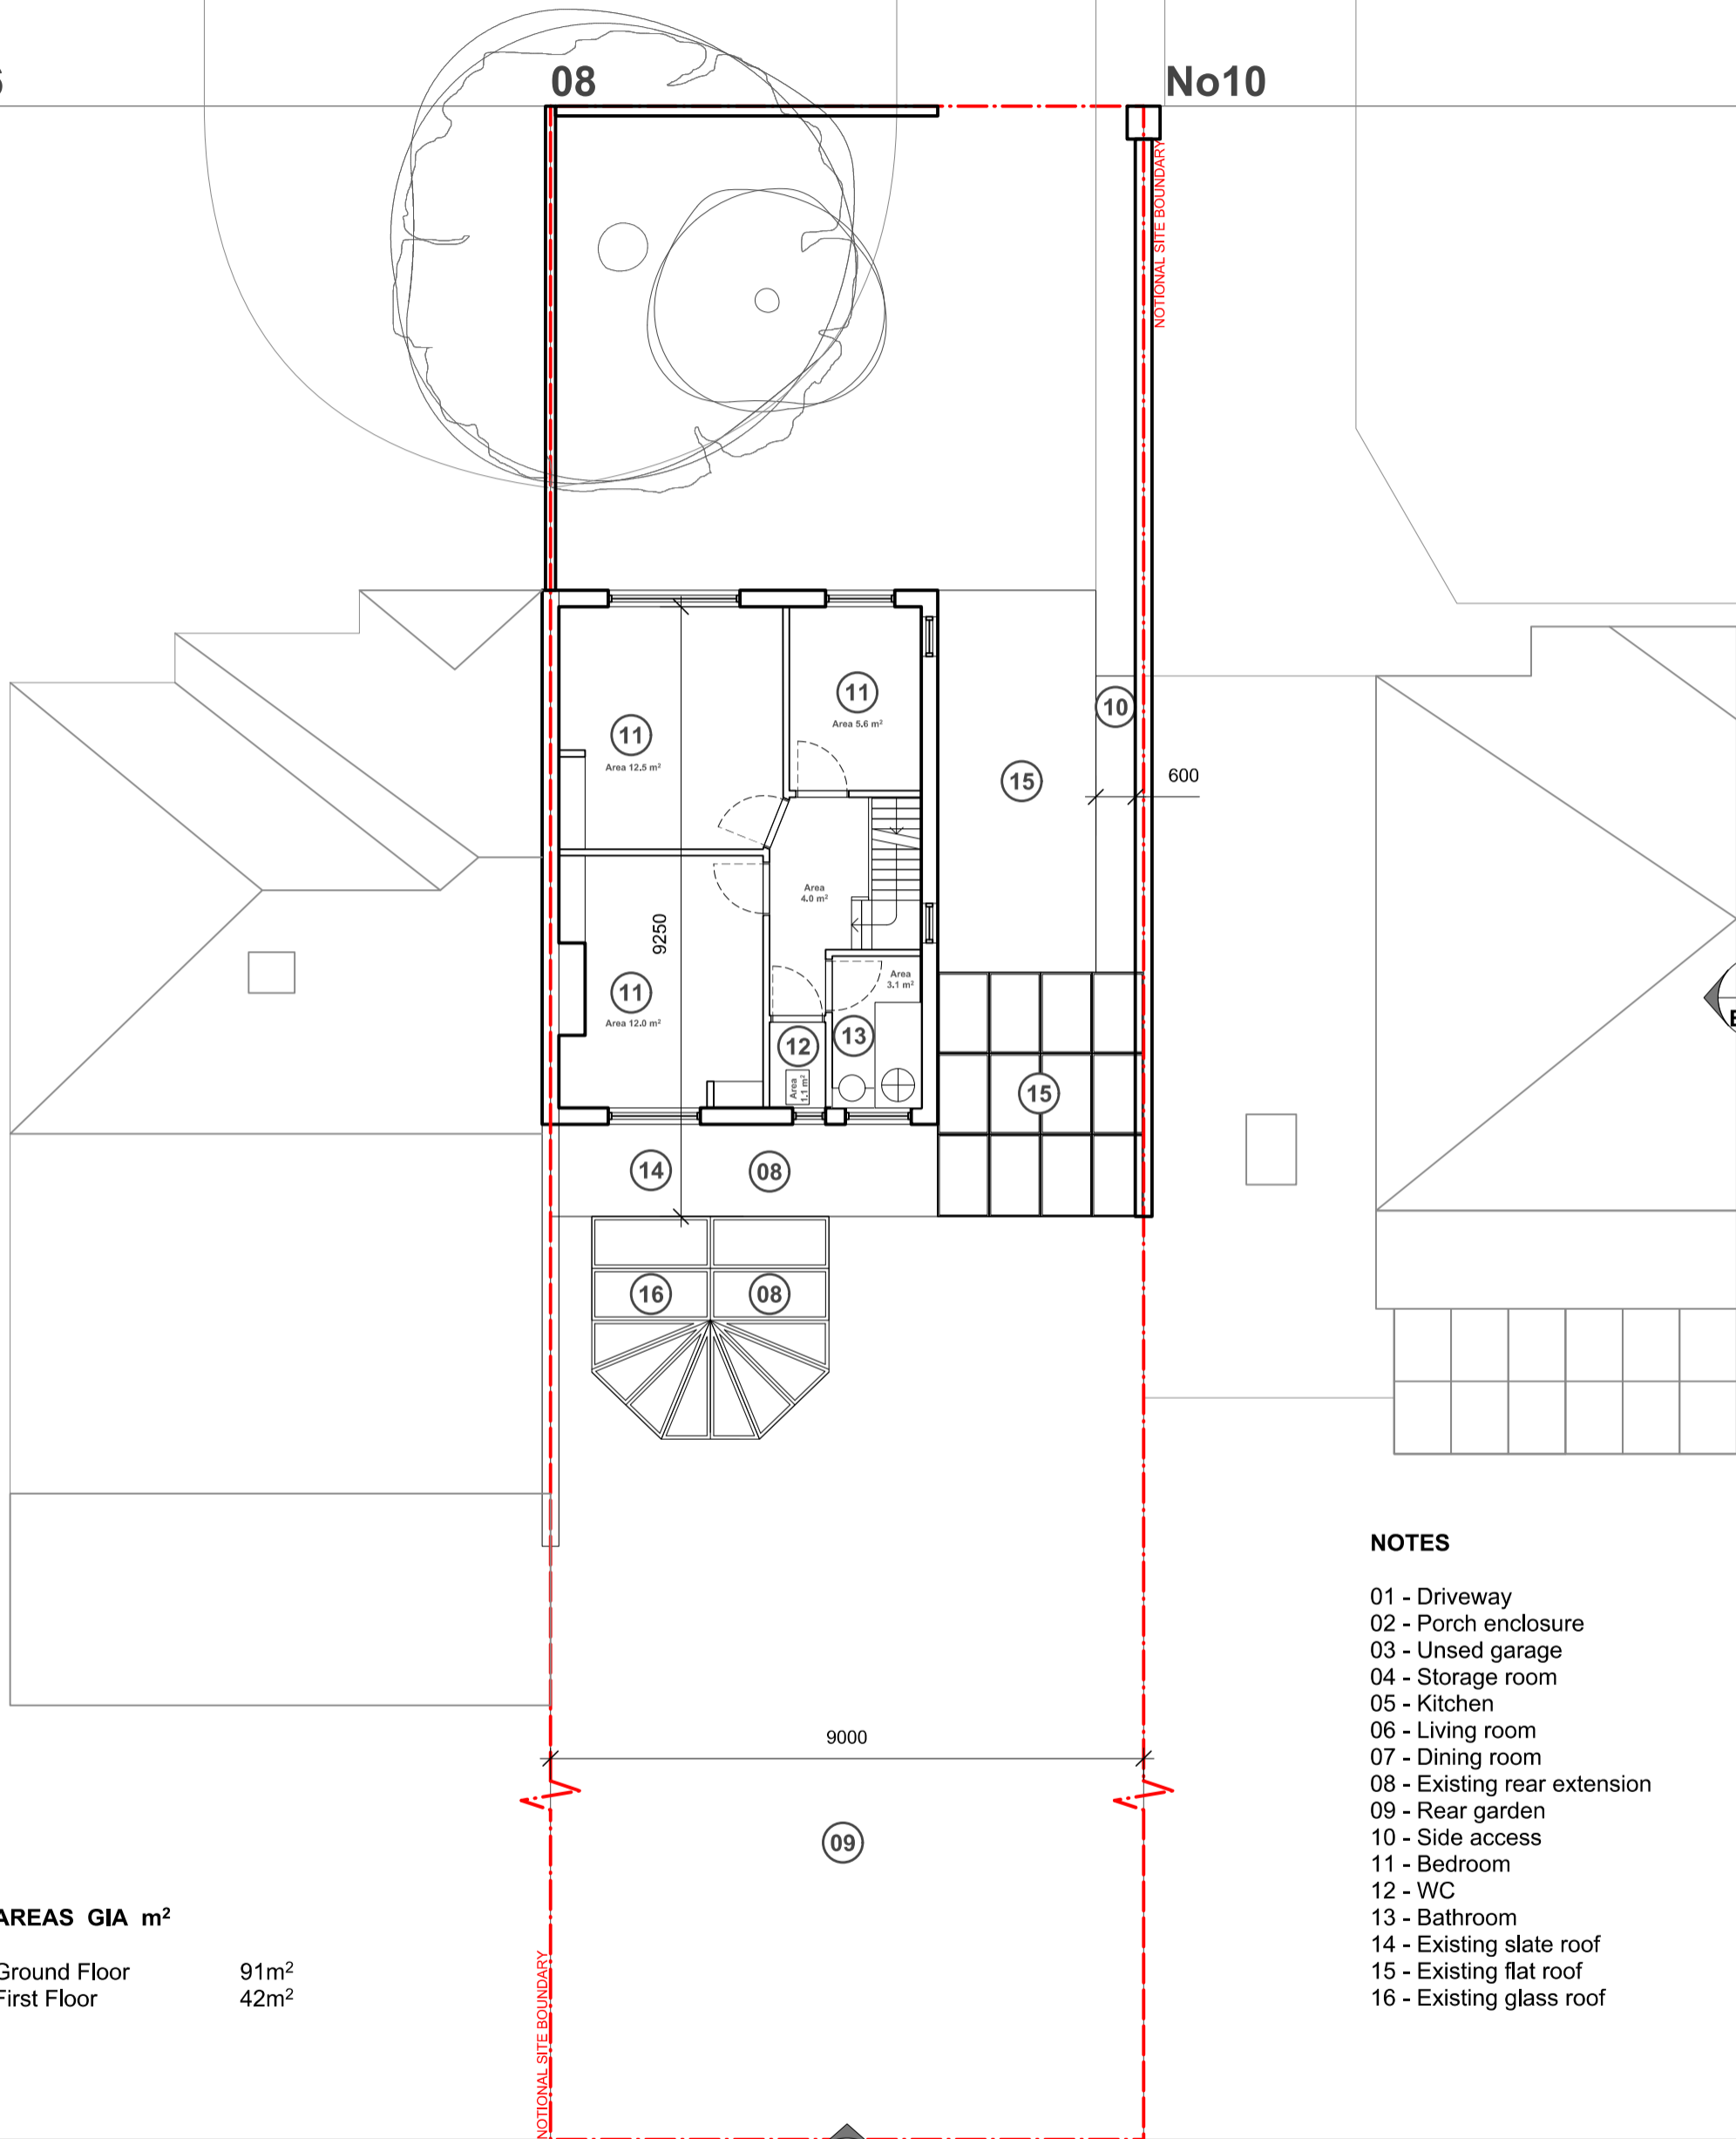 08
No10
NOTIONAL SITE BOUNDARY
11
Area 5.6 m²
11
Area 12.5 m²
10
15
600
Area
4.0 m²
9250
11
Area 12.0 m²
Area
3.1 m²
12
13
Area
1.1 m²
15
14
08
16
08
9000
09
NOTES
01 - Driveway
02 - Porch enclosure
03 - Unsed garage
04 - Storage room
05 - Kitchen
06 - Living room
07 - Dining room
08 - Existing rear extension
09 - Rear garden
10 - Side access
11 - Bedroom
12 - WC
13 - Bathroom
14 - Existing slate roof
15 - Existing flat roof
16 - Existing glass roof
AREAS GIA m²
Ground Floor 91m²
First Floor 42m²
NOTIONAL SITE BOUNDARY